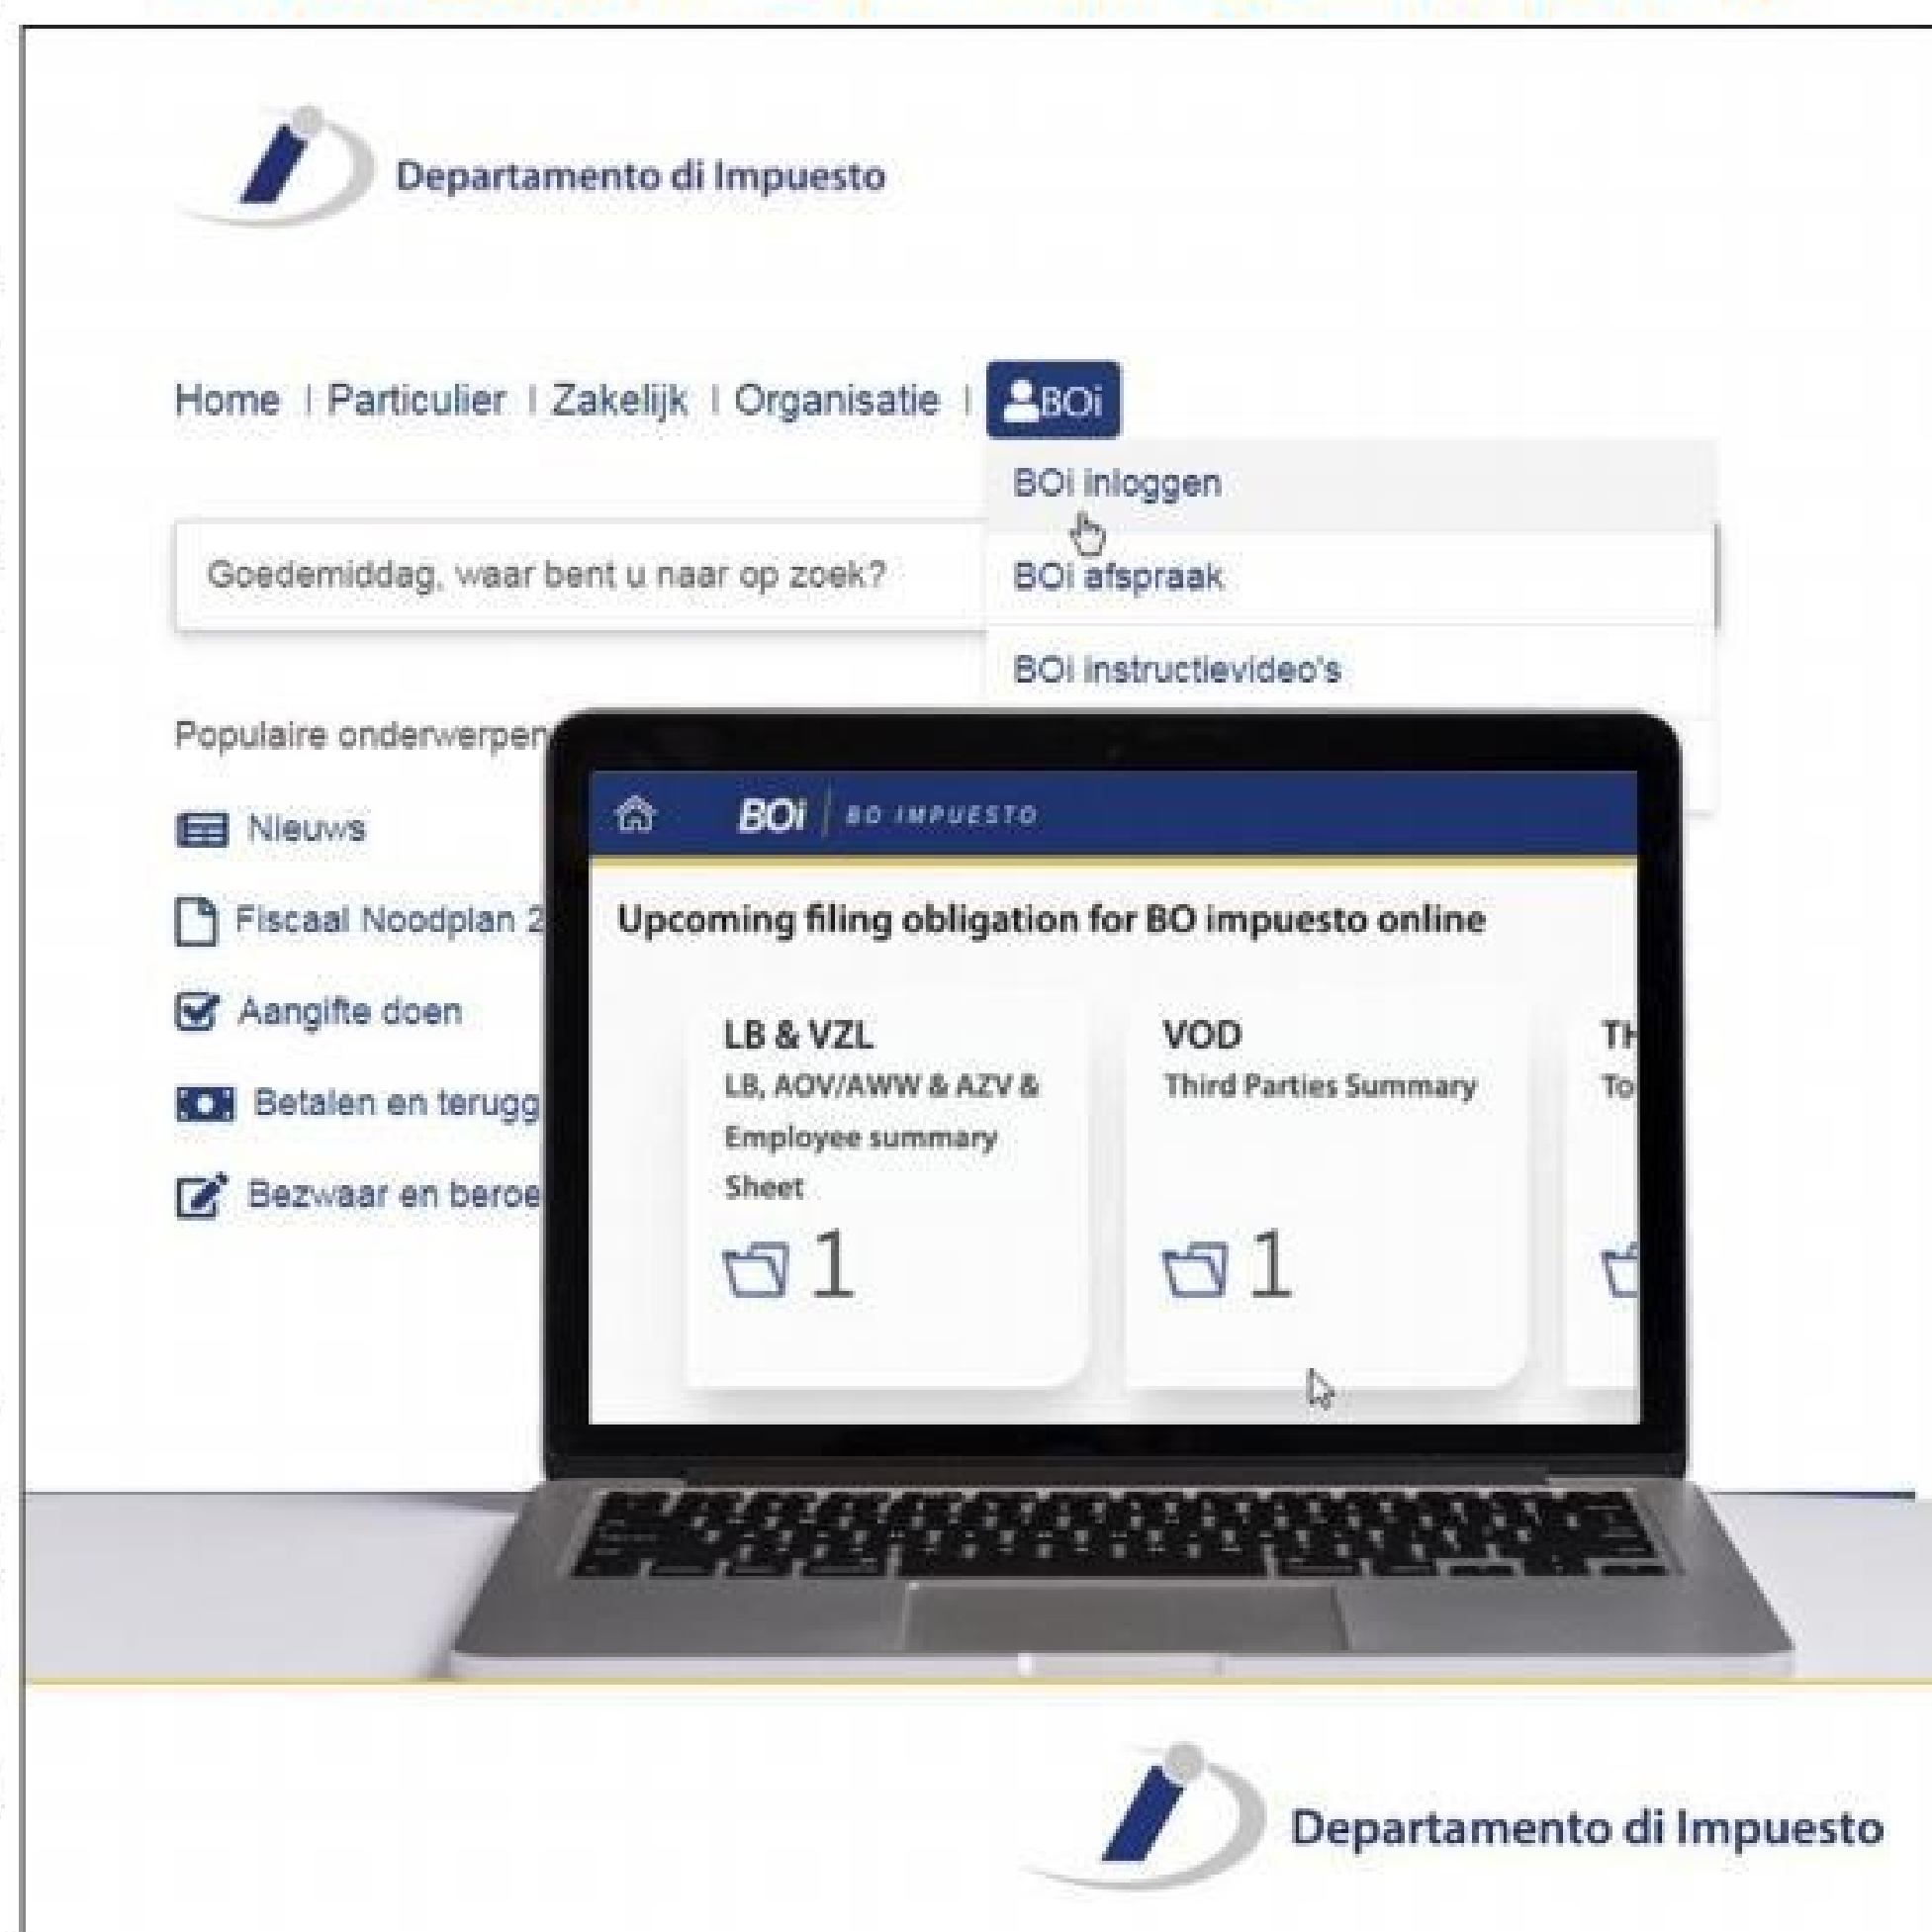 Departamento di Impuesto
Home | Particulier | Zakelijk | Organisatie | BOi
BOi inloggen
Goedemiddag, waar bent u naar op zoek?
BOi afspraak
BOi instructievideo's
Populaire onderwerpen
Nieuws
Fiscaal Noodplan 2
Aangifte doen
Betalen en terugg
Bezwaar en beroe
BOi | BO IMPUESTO
Upcoming filing obligation for BO impuesto online
LB & VZL
LB, AOV/AWW & AZV &
Employee summary
Sheet
1
VOD
Third Parties Summary
1
TH
To
Departamento di Impuesto